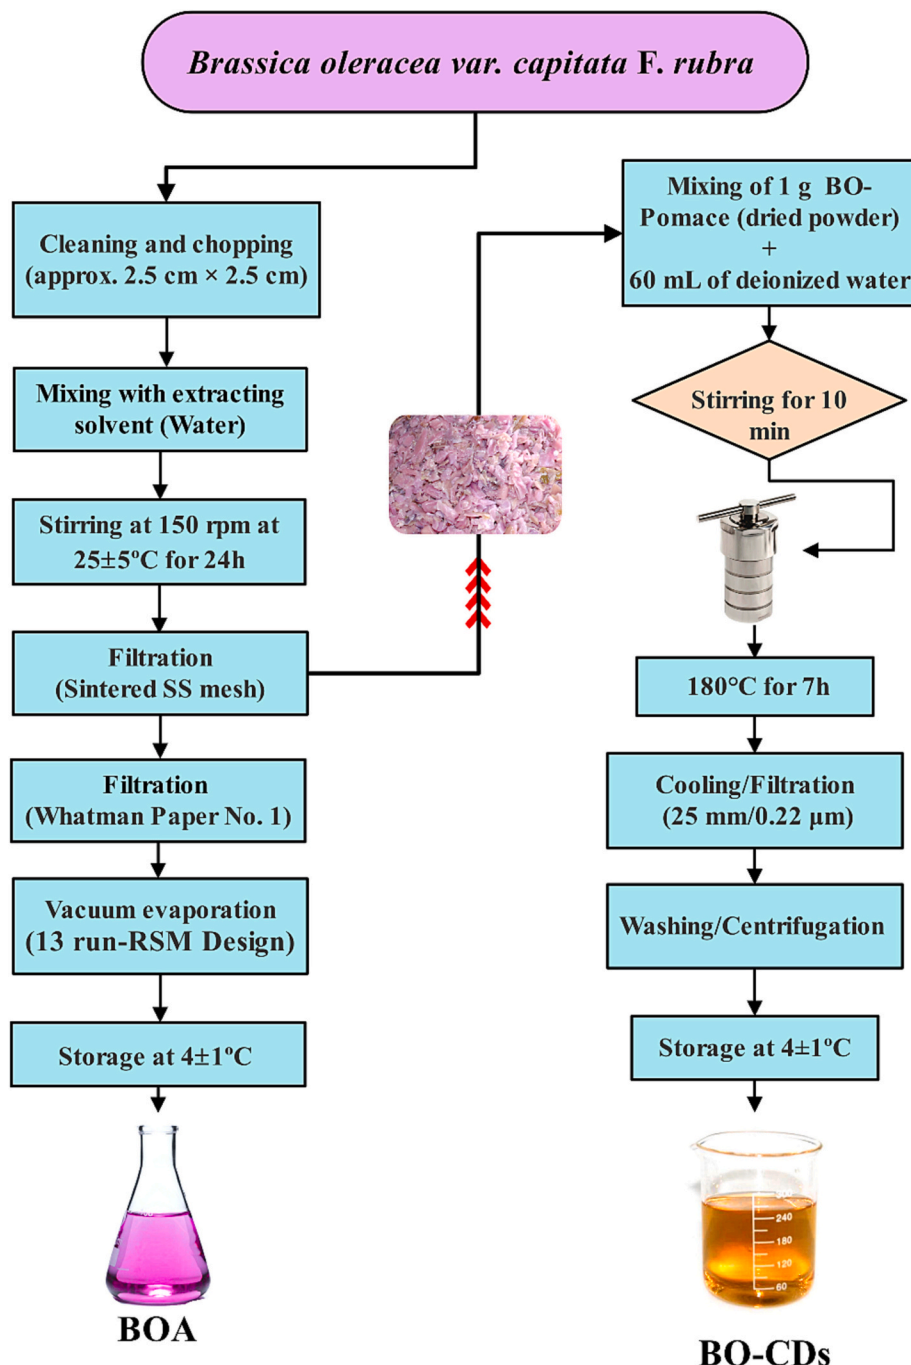 Brassica oleracea var. capitata F. rubra
Cleaning and chopping
(approx. 2.5 cm × 2.5 cm)
Mixing with extracting
solvent (Water)
Stirring at 150 rpm at
25±5ºC for 24h
Filtration
(Sintered SS mesh)
Filtration
(Whatman Paper No. 1)
Vacuum evaporation
(13 run-RSM Design)
Storage at 4±1ºC
BOA
Mixing of 1 g BO-
Pomace (dried powder)
+
60 mL of deionized water
Stirring for 10
min
180°C for 7h
Cooling/Filtration
(25 mm/0.22 µm)
Washing/Centrifugation
Storage at 4±1ºC
240
180
120
60
BO-CDs